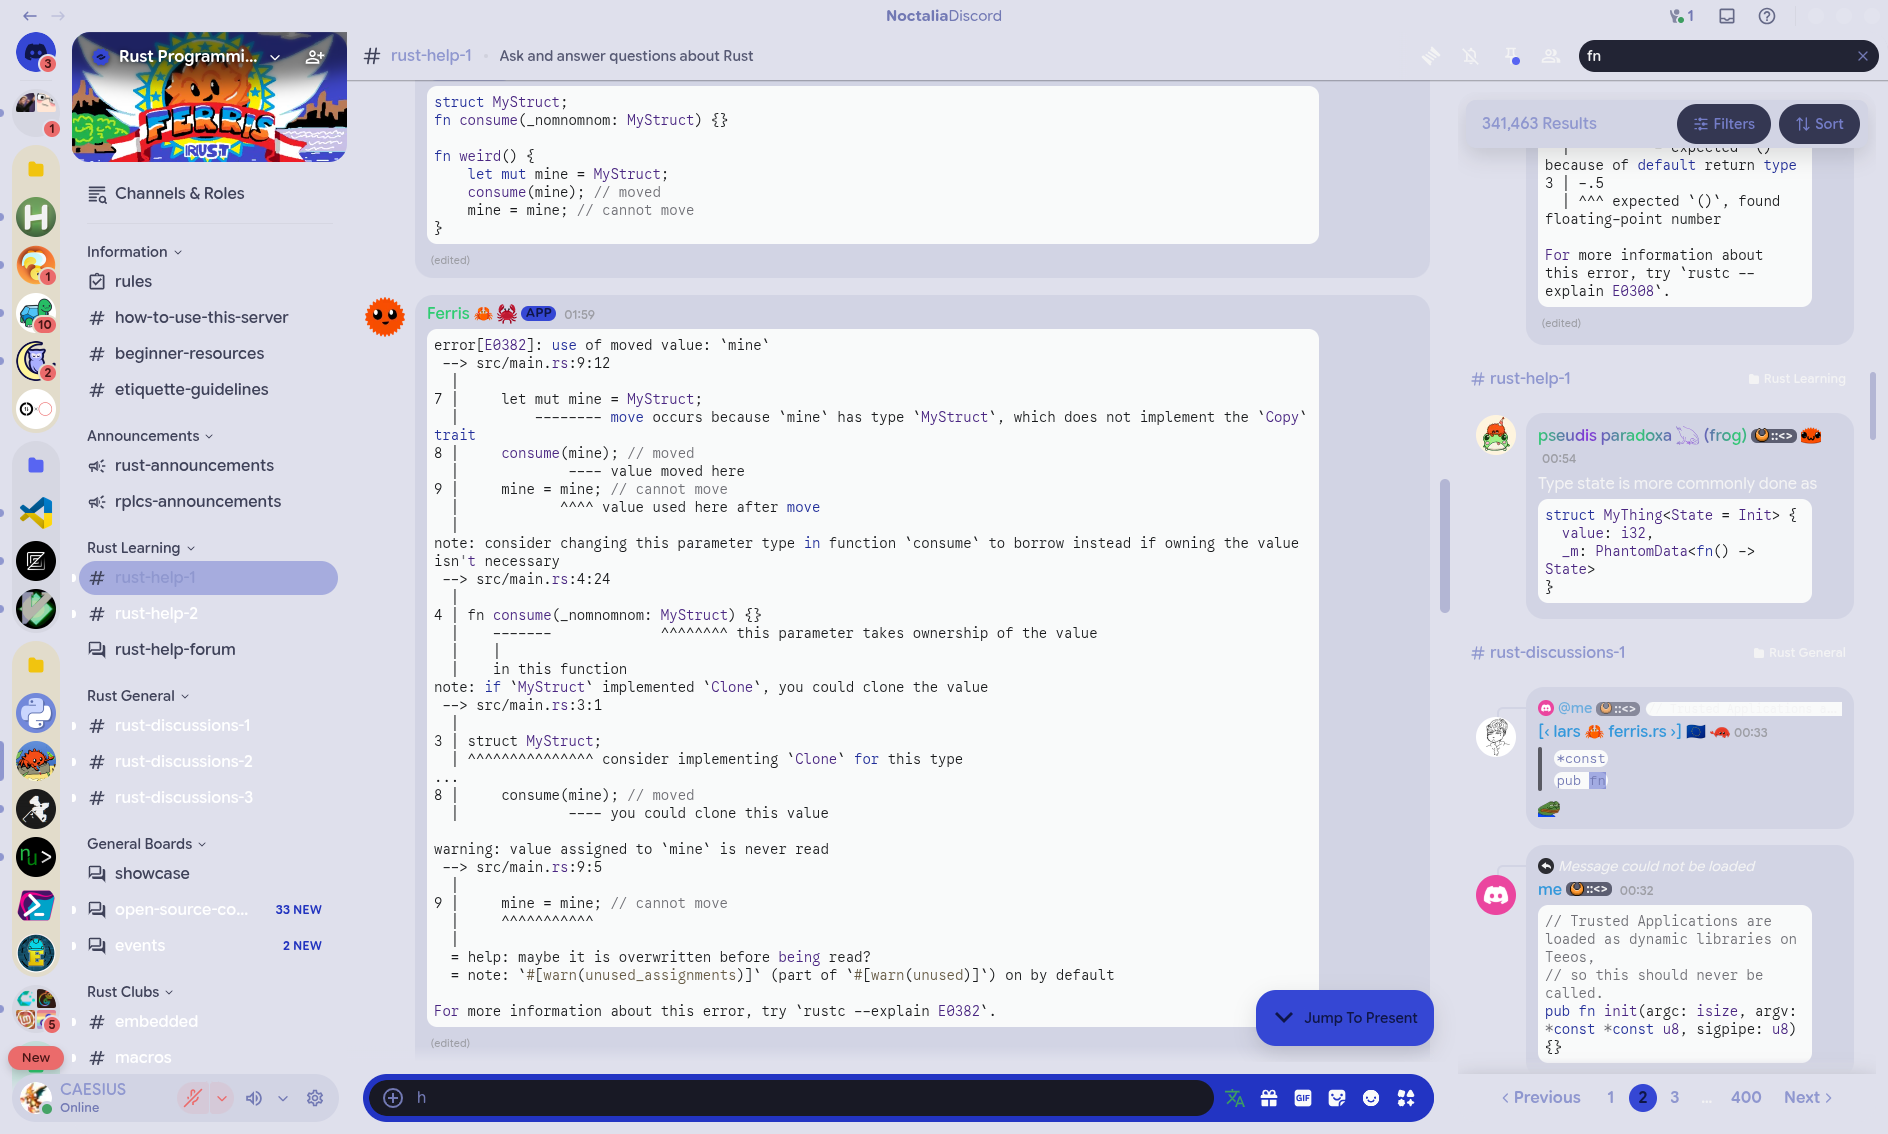 NoctaliaDiscord
1
3
Rust Programmi...
# rust-help-1
Ask and answer questions about Rust
fn
1
FERRIS
RUST
Channels & Roles
Information
rules
how-to-use-this-server
beginner-resources
etiquette-guidelines
Announcements
rust-announcements
rplcs-announcements
Rust Learning
rust-help-1
rust-help-2
rust-help-forum
Rust General
rust-discussions-1
rust-discussions-2
rust-discussions-3
General Boards
showcase
open-source-co...
33 NEW
events
2 NEW
Rust Clubs
embedded
macros
1
10
2
5
New
CAESIUS
Online
struct MyStruct;
fn consume(_nomnomnom: MyStruct) {}
fn weird() {
let mut mine = MyStruct;
consume(mine); // moved
mine = mine; // cannot move
}
(edited)
Ferris 🦀 APP 01:59
error[E0382]: use of moved value: `mine`
--> src/main.rs:9:12
|
7 |     let mut mine = MyStruct;
|         -------- move occurs because `mine` has type `MyStruct`, which does not implement the `Copy`
trait
8 |     consume(mine); // moved
|             ---- value moved here
9 |     mine = mine; // cannot move
|            ^^^^ value used here after move
|
note: consider changing this parameter type in function `consume` to borrow instead if owning the value
isn't necessary
--> src/main.rs:4:24
|
4 | fn consume(_nomnomnom: MyStruct) {}
|    -------             ^^^^^^^^ this parameter takes ownership of the value
|    |
|    in this function
note: if `MyStruct` implemented `Clone`, you could clone the value
--> src/main.rs:3:1
|
3 | struct MyStruct;
| ^^^^^^^^^^^^^^^ consider implementing `Clone` for this type
...
8 |     consume(mine); // moved
|             ---- you could clone this value
warning: value assigned to `mine` is never read
--> src/main.rs:9:5
|
9 |     mine = mine; // cannot move
|     ^^^^^^^^^^^
|
= help: maybe it is overwritten before being read?
= note: `#[warn(unused_assignments)]` (part of `#[warn(unused)]`) on by default
For more information about this error, try `rustc --explain E0382`.
(edited)
Jump To Present
h
GIF
341,463 Results
Filters
Sort
because of default return type
3 | -.5
| ^^^ expected `()`, found
floating-point number
For more information about
this error, try `rustc --
explain E0308`.
(edited)
# rust-help-1
Rust Learning
pseudis paradoxa (frog) ::<>
00:54
Type state is more commonly done as
struct MyThing<State = Init> {
value: i32,
_m: PhantomData<fn() ->
State>
}
# rust-discussions-1
Rust General
@me ::<>
[‹ lars 🦀 ferris.rs ›] 00:33
*const
pub fn
Message could not be loaded
me ::<> 00:32
// Trusted Applications are
loaded as dynamic libraries on
Teeos,
// so this should never be
called.
pub fn init(argc: isize, argv:
*const *const u8, sigpipe: u8)
{}
Previous 1 2 3 ... 400 Next